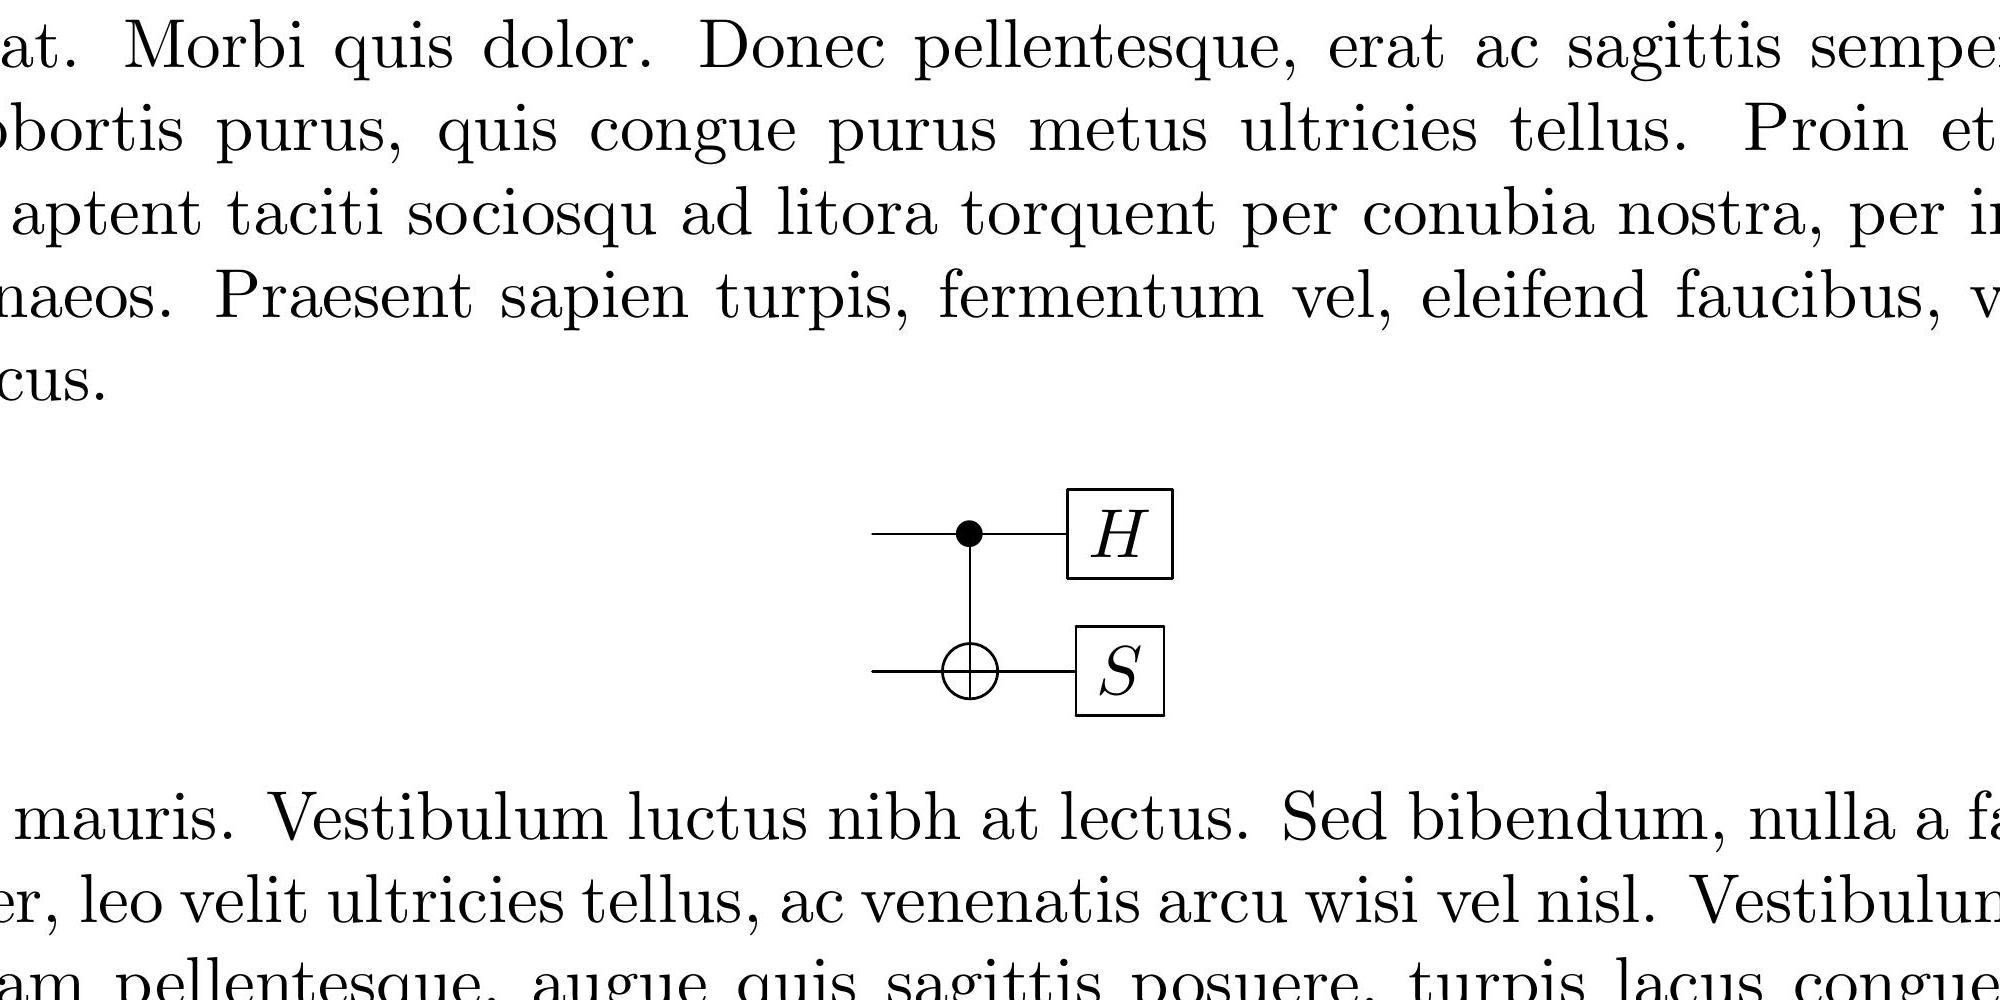 at. Morbi quis dolor. Donec pellentesque, erat ac sagittis sempe
obortis purus, quis congue purus metus ultricies tellus. Proin et
aptent taciti sociosqu ad litora torquent per conubia nostra, per in
naeos. Praesent sapien turpis, fermentum vel, eleifend faucibus, v
cus.
H
S
mauris. Vestibulum luctus nibh at lectus. Sed bibendum, nulla a fa
er, leo velit ultricies tellus, ac venenatis arcu wisi vel nisl. Vestibulum
am pellentesque, augue quis sagittis posuere, turpis lacus congue